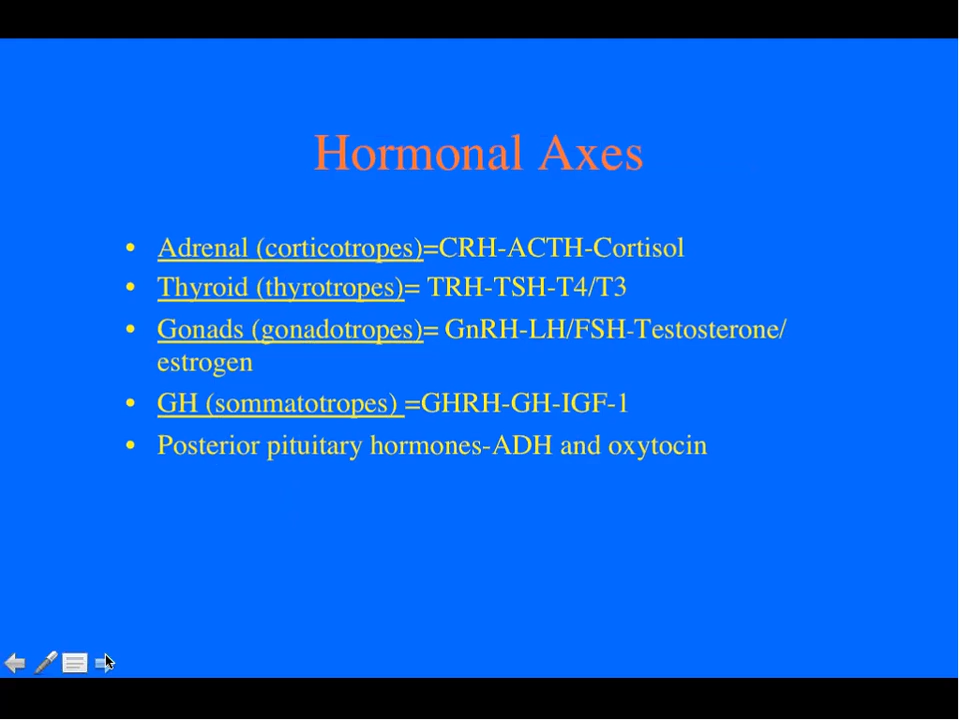 Hormonal Axes
• Adrenal (corticotropes)=CRH-ACTH-Cortisol
• Thyroid (thyrotropes)= TRH-TSH-T4/T3
• Gonads (gonadotropes)= GnRH-LH/FSH-Testosterone/
estrogen
• GH (sommatotropes) =GHRH-GH-IGF-1
• Posterior pituitary hormones-ADH and oxytocin